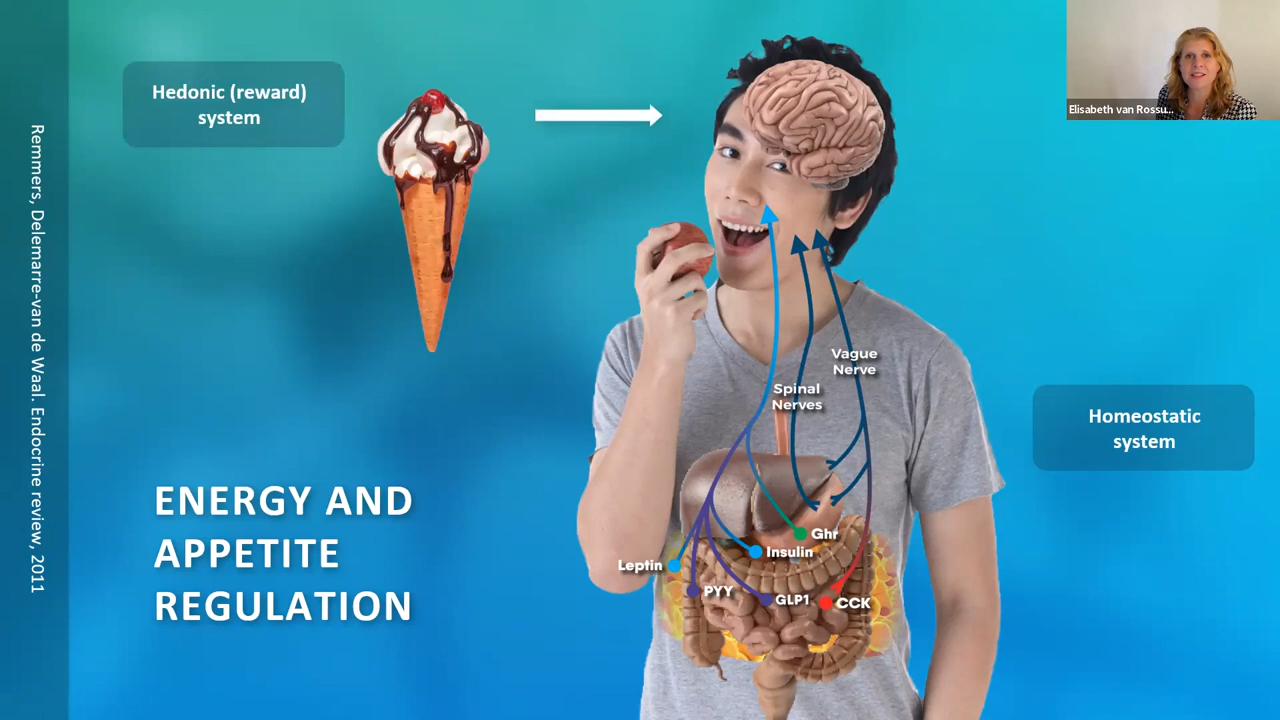 Hedonic (reward)
system
Elisabeth van Rossu...
Remmers, Delemarre-van de Waal. Endocrine review, 2011
Vague
Nerve
Spinal
Nerves
Homeostatic
system
ENERGY AND
APPETITE
REGULATION
Ghr
Insulin
Leptin
PYY
GLP1
CCK